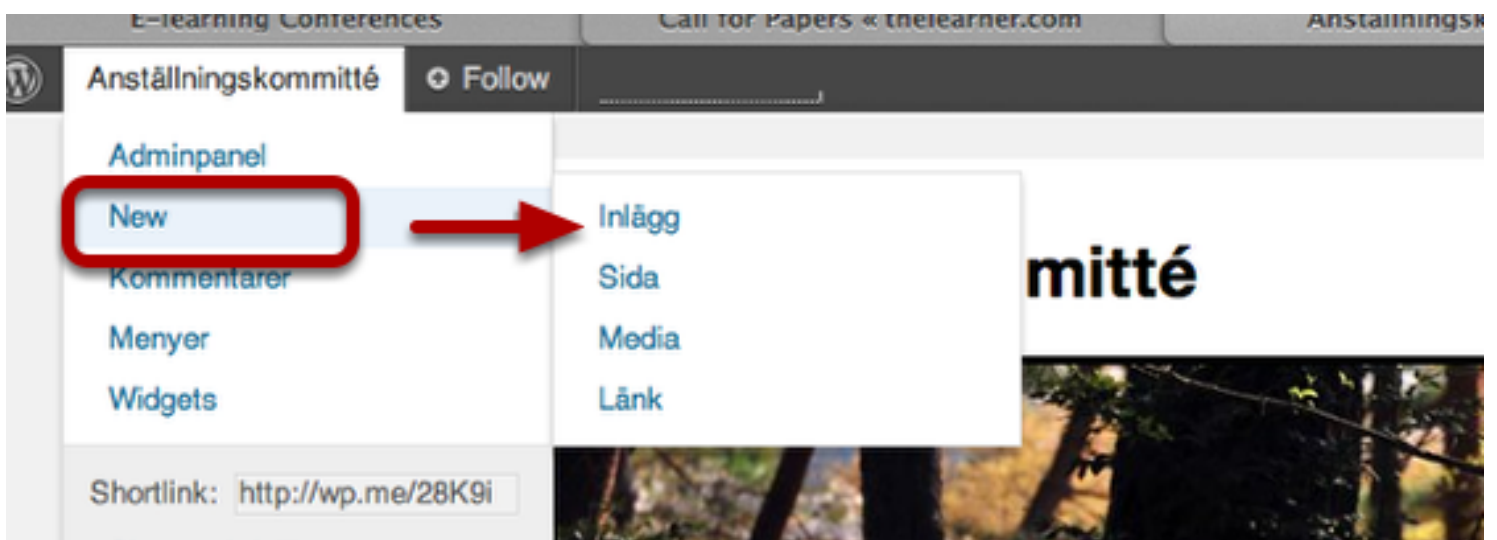 E-learning Conferences
Call for Papers « thelearner.com
Anställningsk
Anställningskommitté
Follow
Adminpanel
New
Inlägg
Kommentarer
Sida
mitté
Menyer
Media
Widgets
Länk
Shortlink: http://wp.me/28K9i